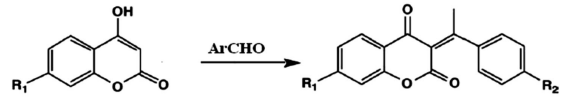 OH
R₁ O O
ArCHO
O
R₁ O O
R₂